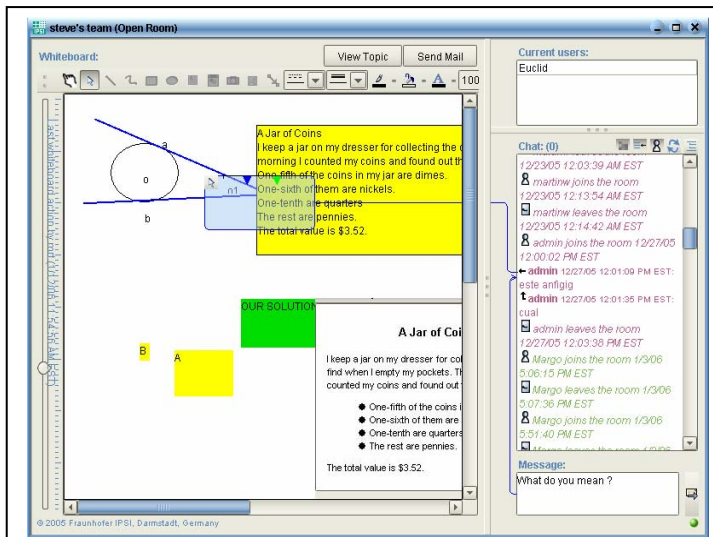 steve's team (Open Room)
Whiteboard:
View Topic
Send Mail
100
a
o
b
n1
A Jar of Coins
I keep a jar on my dresser for collecting the
morning I counted my coins and found out th
One-fifth of the coins in my jar are dimes.
One-sixth of them are nickels.
One-tenth are quarters
The rest are pennies.
The total value is $3.52.
OUR SOLUTION
B
A
A Jar of Coi
I keep a jar on my dresser for col
find when I empty my pockets. Th
counted my coins and found out
One-fifth of the coins i
One-sixth of them are
One-tenth are quarters
The rest are pennies.
The total value is $3.52.
© 2005 Fraunhofer IPSI, Darmstadt, Germany
Current users:
Euclid
Chat: (0)
12/23/05 12:03:39 AM EST
martinw joins the room
12/23/05 12:13:54 AM EST
martinw leaves the room
12/23/05 12:14:42 AM EST
admin joins the room 12/27/05
12:00:02 PM EST
admin 12/27/05 12:01:09 PM EST:
este anfigig
admin 12/27/05 12:01:35 PM EST:
cual
admin leaves the room
12/27/05 12:03:38 PM EST
Margo joins the room 1/3/06
5:06:15 PM EST
Margo leaves the room 1/3/06
5:07:36 PM EST
Margo joins the room 1/3/06
5:51:40 PM EST
Message:
What do you mean ?